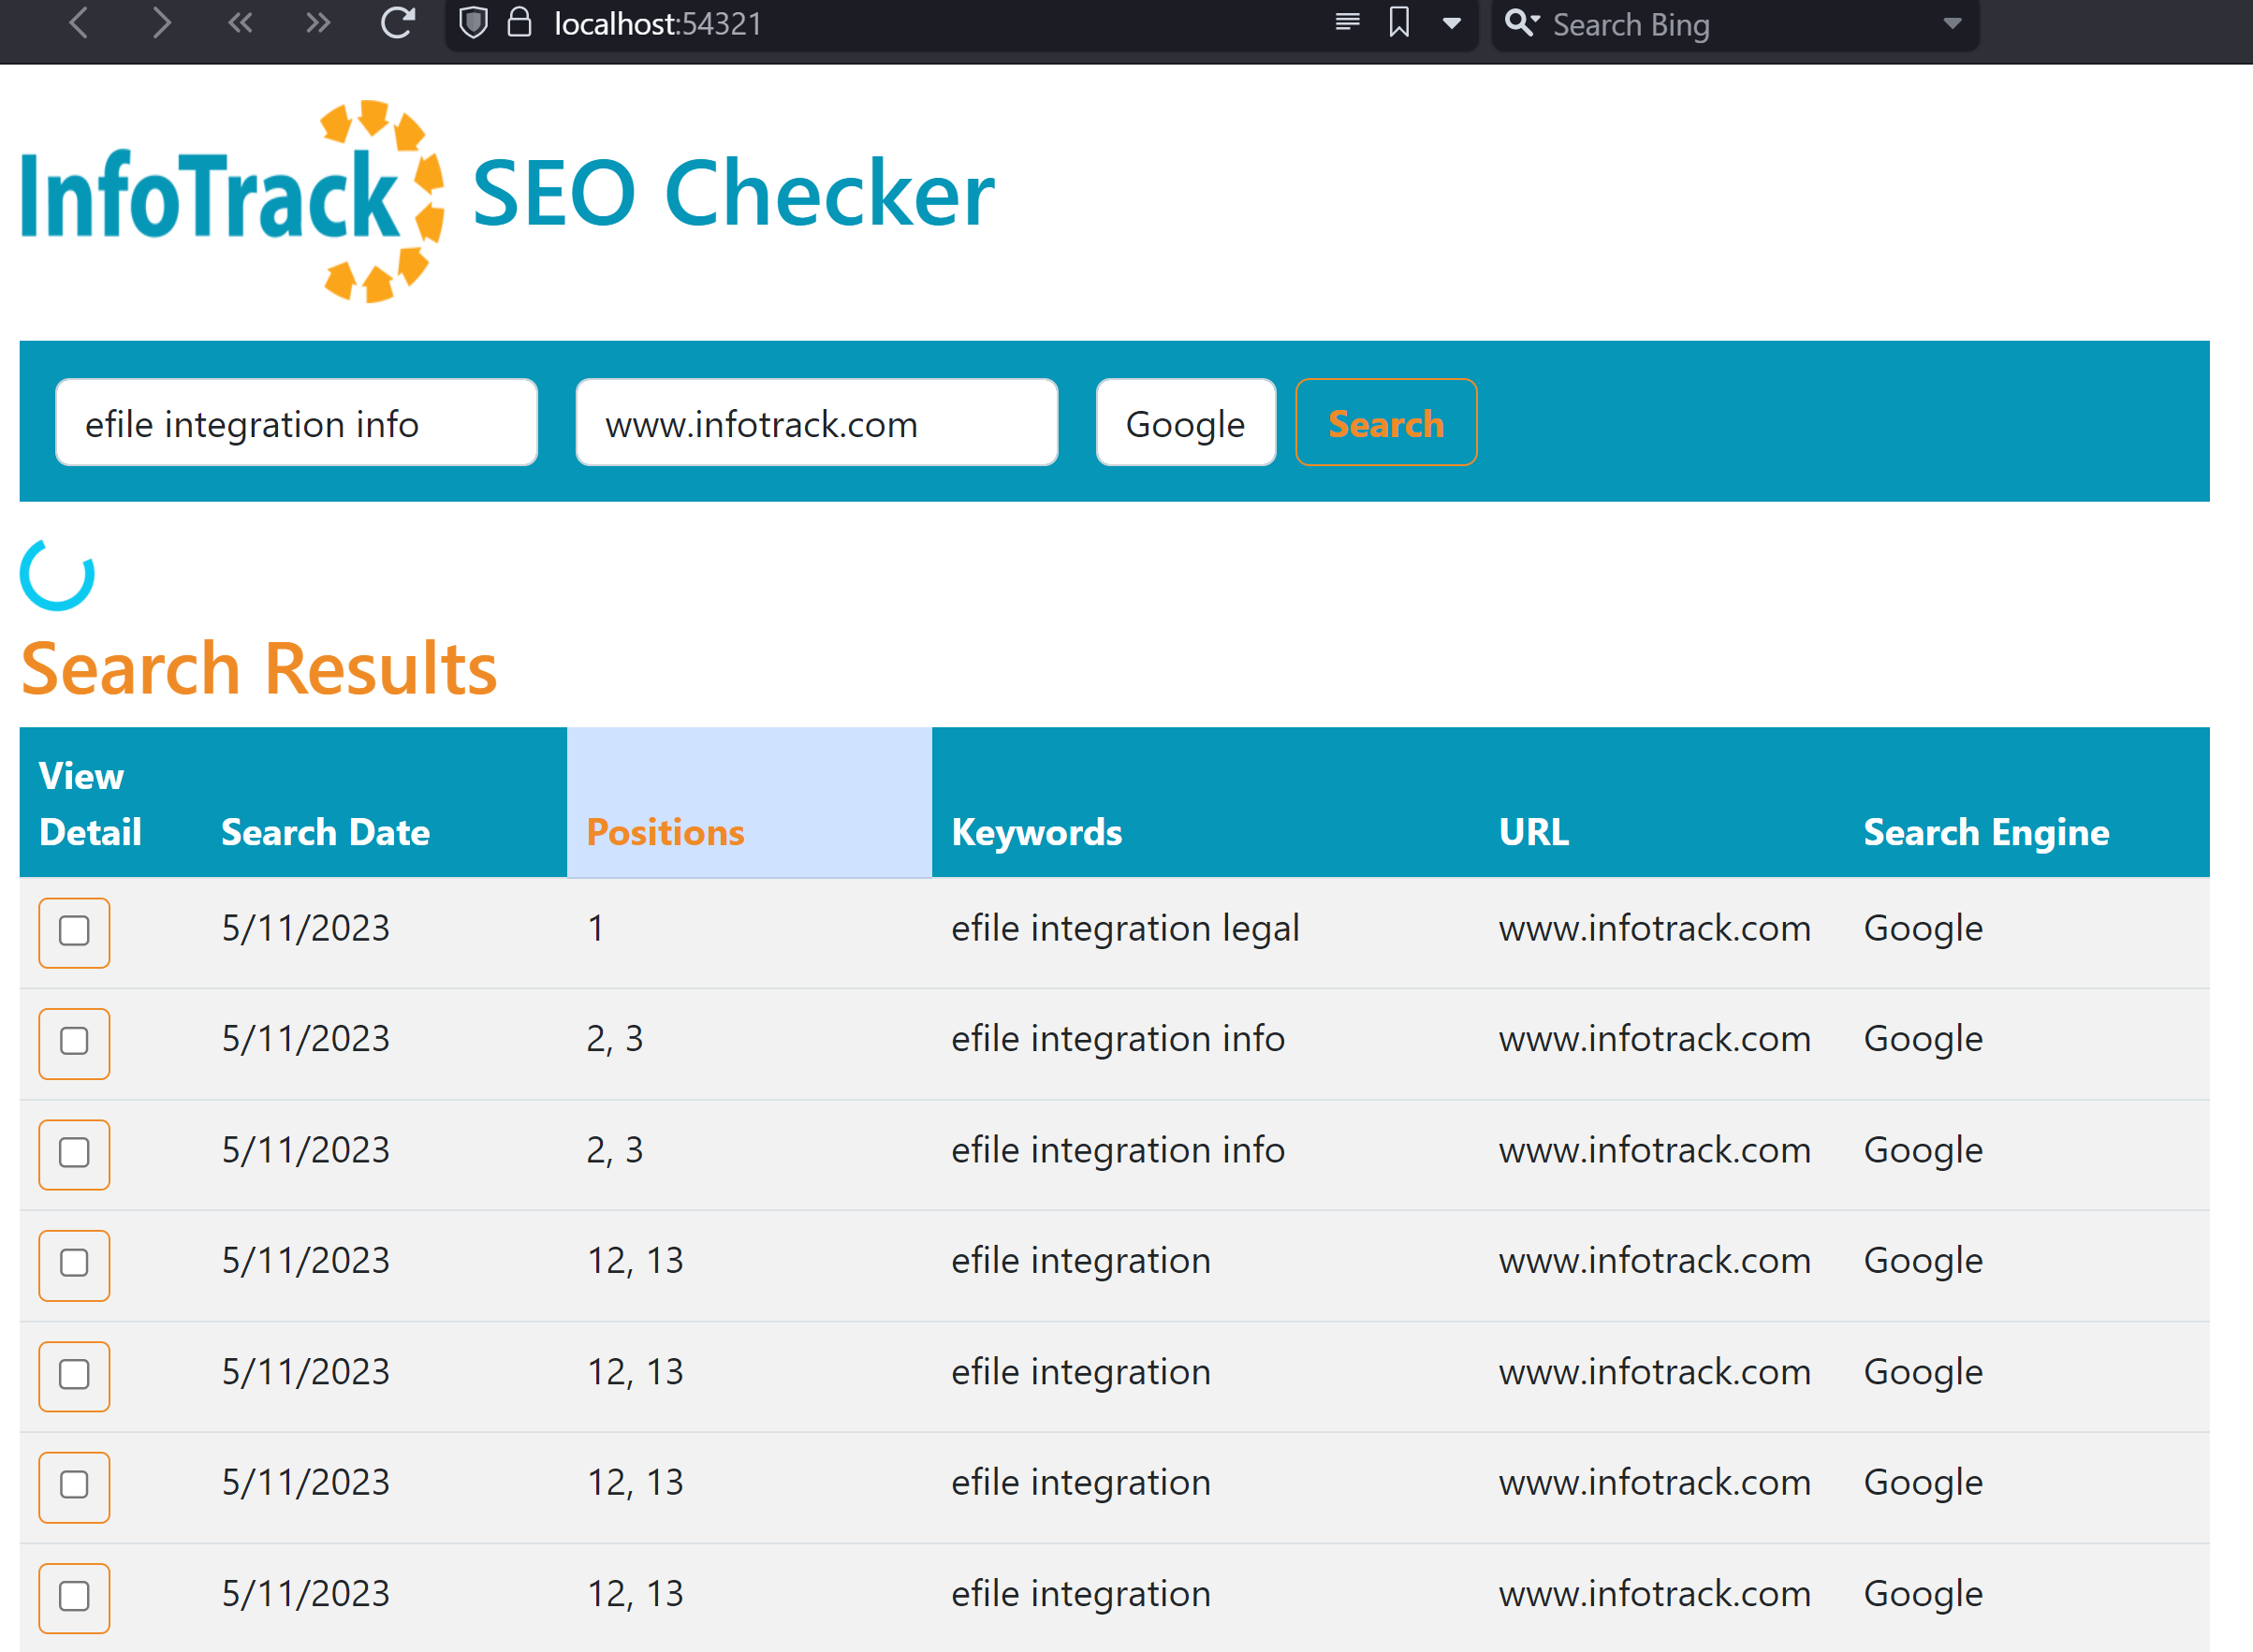 localhost:54321 Search Bing
InfoTrack SEO Checker
efile integration info www.infotrack.com Google Search
Search Results
View Detail Search Date Positions Keywords URL Search Engine
5/11/2023 1 efile integration legal www.infotrack.com Google
5/11/2023 2, 3 efile integration info www.infotrack.com Google
5/11/2023 2, 3 efile integration info www.infotrack.com Google
5/11/2023 12, 13 efile integration www.infotrack.com Google
5/11/2023 12, 13 efile integration www.infotrack.com Google
5/11/2023 12, 13 efile integration www.infotrack.com Google
5/11/2023 12, 13 efile integration www.infotrack.com Google